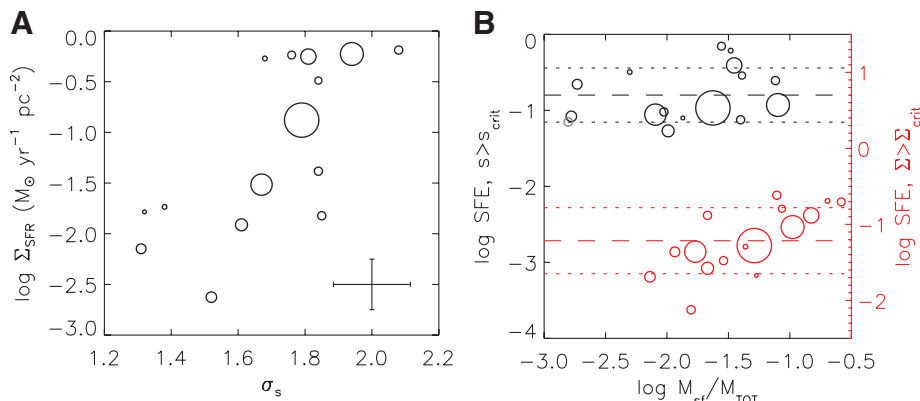 A
0.0
-0.5
-1.0
-1.5
-2.0
-2.5
-3.0
log Σ_SFR (M⊙ yr⁻¹ pc⁻²)
1.2 1.4 1.6 1.8 2.0 2.2
σ_s
B
0
-1
-2
-3
-4
log SFE, s>s_crit
-3.0 -2.5 -2.0 -1.5 -1.0 -0.5
log M_sf/M_TOT
1
0
-1
-2
log SFE, Σ>Σ_crit